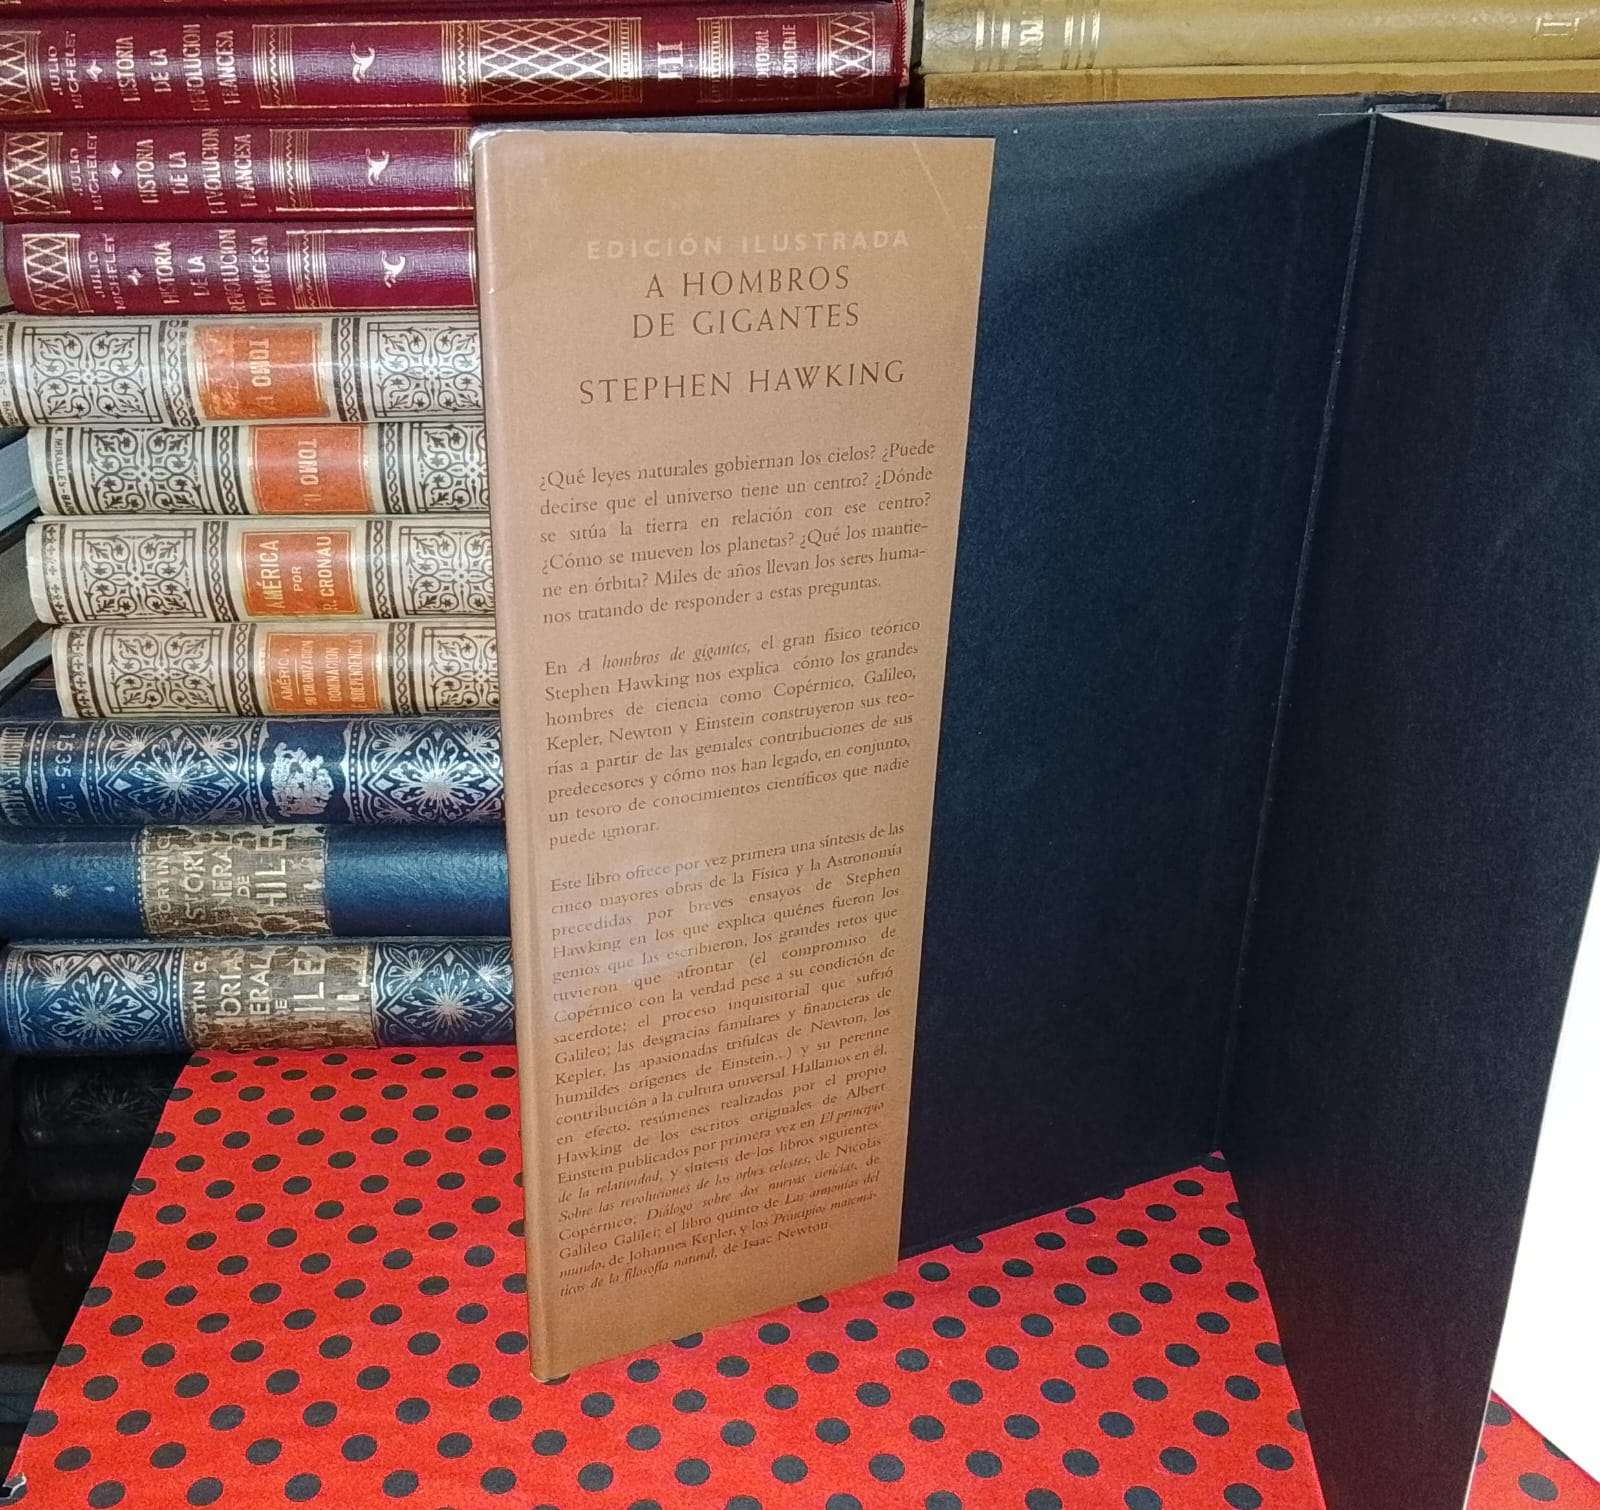 JULIO MICHELET
HISTORIA
DE LA
REVOLUCION
FRANCESA
III
EDITORIAL
OCCIDENTE
JULIO MICHELET
HISTORIA
DE LA
REVOLUCION
FRANCESA
JULIO MICHELET
HISTORIA
DE LA
REVOLUCION
FRANCESA
TOMO
TOMO
AMÉRICA
POR
R. CRONAU
DOMINACION
INDEPENDENCIA
1535
DE
DE
EDICIÓN ILUSTRADA
A HOMBROS
DE GIGANTES
STEPHEN HAWKING
¿Qué leyes naturales gobiernan los cielos? ¿Puede
decirse que el universo tiene un centro? ¿Dónde
se sitúa la tierra en relación con ese centro?
¿Cómo se mueven los planetas? ¿Qué los mantie-
ne en órbita? Miles de años llevan los seres huma-
nos tratando de responder a estas preguntas.
En A hombros de gigantes, el gran físico teórico
Stephen Hawking nos explica cómo los grandes
hombres de ciencia como Copérnico, Galileo,
Kepler, Newton y Einstein construyeron sus teo-
rías a partir de las geniales contribuciones de sus
predecesores y cómo nos han legado, en conjunto,
un tesoro de conocimientos científicos que nadie
puede ignorar.
Este libro ofrece por vez primera una síntesis de las
cinco mayores obras de la Física y la Astronomía
precedidas por breves ensayos de Stephen
Hawking en los que explica quiénes fueron los
genios que las escribieron, los grandes retos que
tuvieron que afrontar (el compromiso de
Copérnico con la verdad pese a su condición de
sacerdote; el proceso inquisitorial que sufrió
Galileo; las desgracias familiares y financieras de
Kepler, las apasionadas trifulcas de Newton, los
humildes orígenes de Einstein...) y su perenne
contribución a la cultura universal. Hallamos en él,
en efecto, resúmenes realizados por el propio
Hawking de los escritos originales de Albert
Einstein publicados por primera vez en El principio
de la relatividad, y síntesis de los libros siguientes:
Sobre las revoluciones de los orbes celestes, de Nicolás
Copérnico; Diálogo sobre dos nuevas ciencias, de
Galileo Galilei; el libro quinto de Las armonías del
mundo, de Johannes Kepler, y los Principios matemá-
ticos de la filosofía natural, de Isaac Newton.